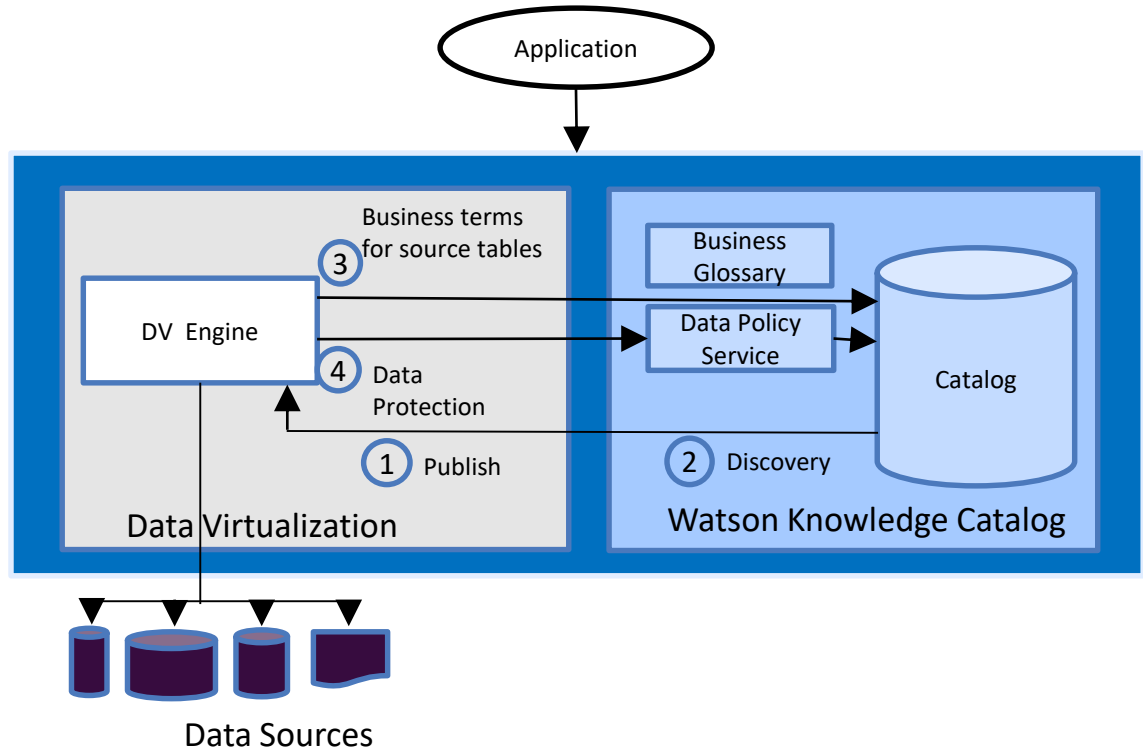 Application
Business terms
for source tables
3
DV Engine
4
Data
Protection
1
Publish
Data Virtualization
Business
Glossary
Data Policy
Service
Catalog
2
Discovery
Watson Knowledge Catalog
Data Sources